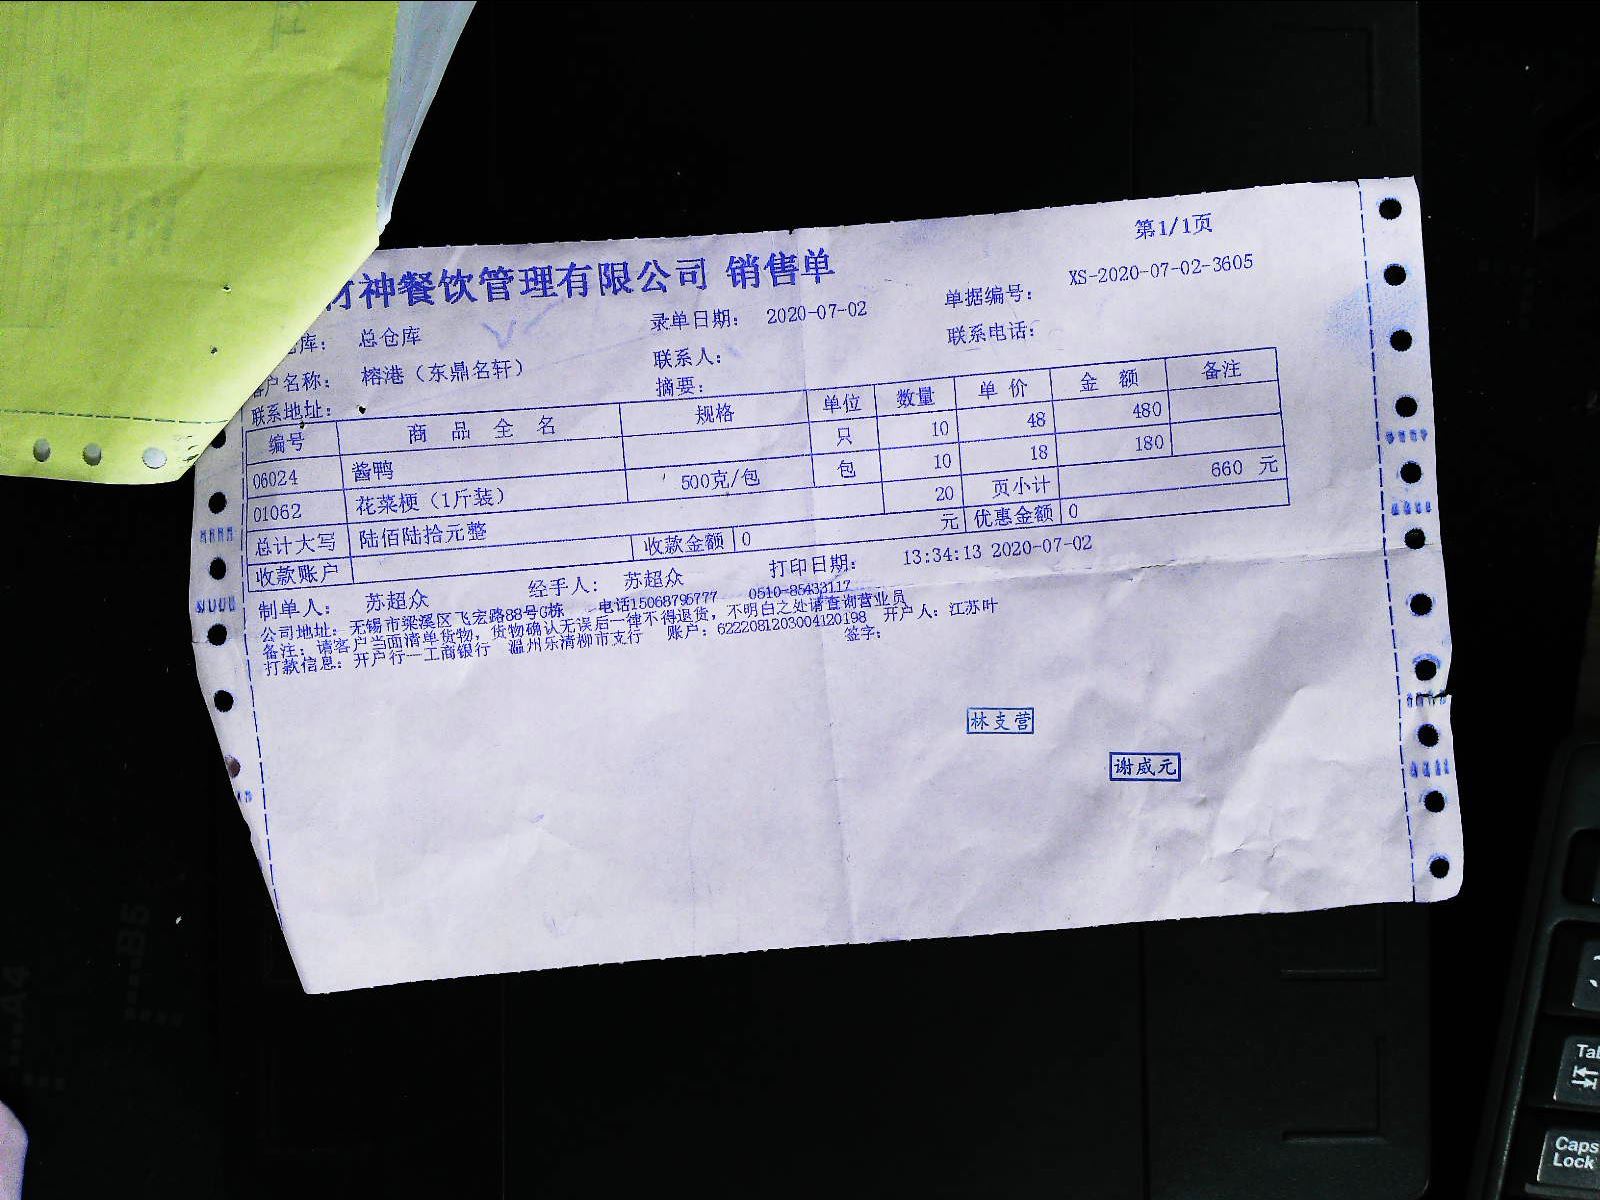 第1/1页
财神餐饮管理有限公司 销售单
库： 总仓库 录单日期： 2020-07-02 单据编号： XS-2020-07-02-3605
客户名称： 榕港（东鼎名轩） 联系人： 联系电话：
联系地址： 摘要：
编号 商 品 全 名 规格 单位 数量 单 价 金 额 备注
06024 酱鸭 只 10 48 480
01062 花菜梗（1斤装） 500克/包 包 10 18 180
总计大写 陆佰陆拾元整 20 页小计 660 元
收款账户 收款金额 0 元 优惠金额 0
制单人： 苏超众 经手人： 苏超众 打印日期： 13:34:13 2020-07-02
公司地址：无锡市梁溪区飞宏路88号G栋 电话15068795777 0510-85433117
备注：请客户当面清单货物，货物确认无误后一律不得退货，不明白之处请查询营业员
打款信息：开户行—工商银行 温州乐清柳市支行 账户：6222081203004120198 开户人：江苏叶
签字：
林支营
谢威元
A4
B5
Tab
Caps Lock